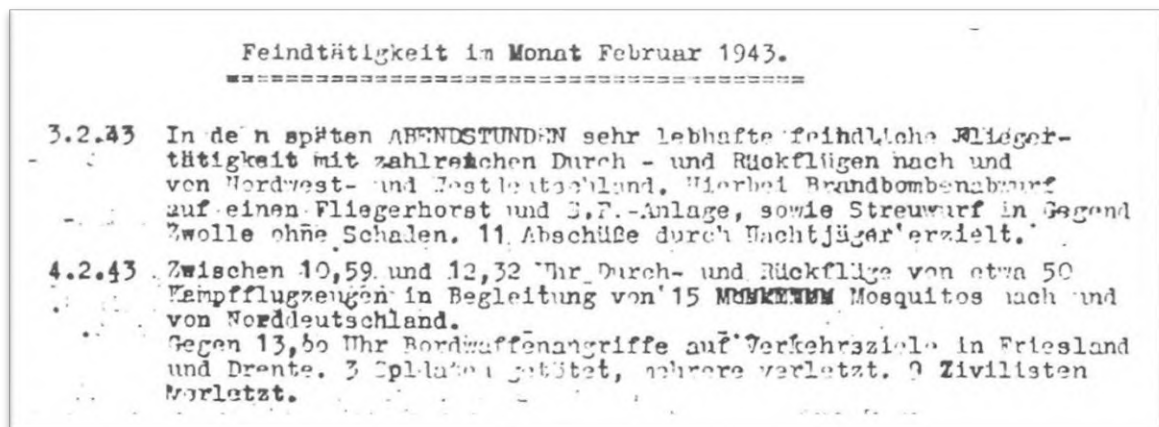 Feindtätigkeit im Monat Februar 1943.
=========================================
3.2.43 In de n späten ABENDSTUNDEN sehr lebhafte feindliche Flieger-
tätigkeit mit zahlreichen Durch - und Rückflügen nach und
von Nordwest- und Westdeutschland. Hierbei Brandbombenabwurf
auf einen Fliegerhorst und S.F.-Anlage, sowie Streuwurf in Gegend
Zwolle ohne Schaden. 11 Abschüße durch Nachtjäger erzielt.
4.2.43 Zwischen 10,59 und 12,32 Uhr Durch- und Rückflüge von etwa 50
Kampfflugzeugen in Begleitung von 15 Mosquitos nach und
von Norddeutschland.
Gegen Uhr Bordwaffenangriffe auf Verkehrsziele in Friesland
und Drente. 3 getötet, mehrere verletzt. 9 Zivilisten
verletzt.